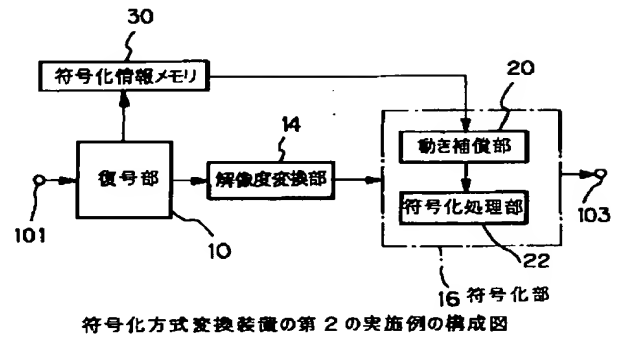 30
符号化情報メモリ
20
14
動き補償部
復号部
解像度変換部
符号化処理部
101
10
22
103
16 符号化部
符号化方式変換装置の第2の実施例の構成図